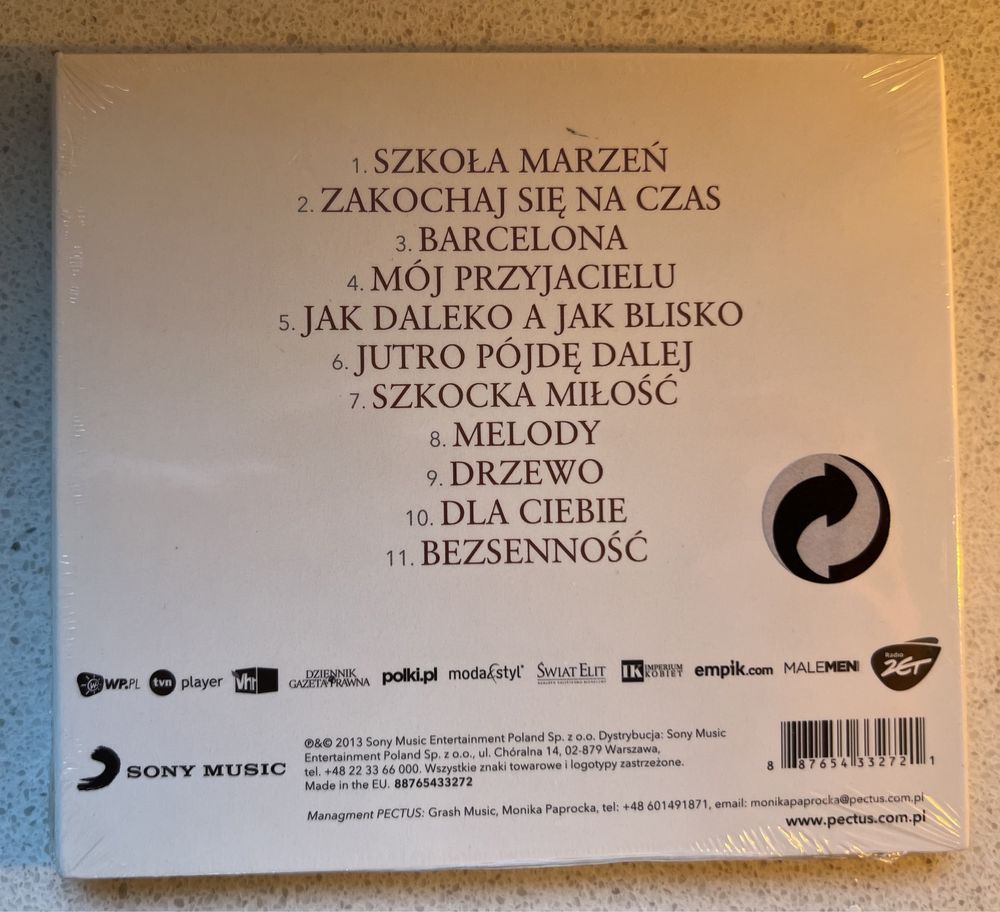 1. SZKOŁA MARZEŃ
2. ZAKOCHAJ SIĘ NA CZAS
3. BARCELONA
4. MÓJ PRZYJACIELU
5. JAK DALEKO A JAK BLISKO
6. JUTRO PÓJDĘ DALEJ
7. SZKOCKA MIŁOŚĆ
8. MELODY
9. DRZEWO
10. DLA CIEBIE
11. BEZSENNOŚĆ
WP.PL tvn player Vhr DZIENNIK GAZETA PRAWNA polki.pl moda&styl ŚWIAT ELIT IK IMPERIUM KOBIET empik.com MALEMEN Radio ZET
SONY MUSIC
℗&© 2013 Sony Music Entertainment Poland Sp. z o.o. Dystrybucja: Sony Music
Entertainment Poland Sp. z o.o., ul. Chóralna 14, 02-879 Warszawa,
tel. +48 22 33 66 000. Wszystkie znaki towarowe i logotypy zastrzeżone.
Made in the EU. 88765433272
8 87654 33272 1
Managment PECTUS: Grash Music, Monika Paprocka, tel: +48 601491871, email: monikapaprocka@pectus.com.pl
www.pectus.com.pl